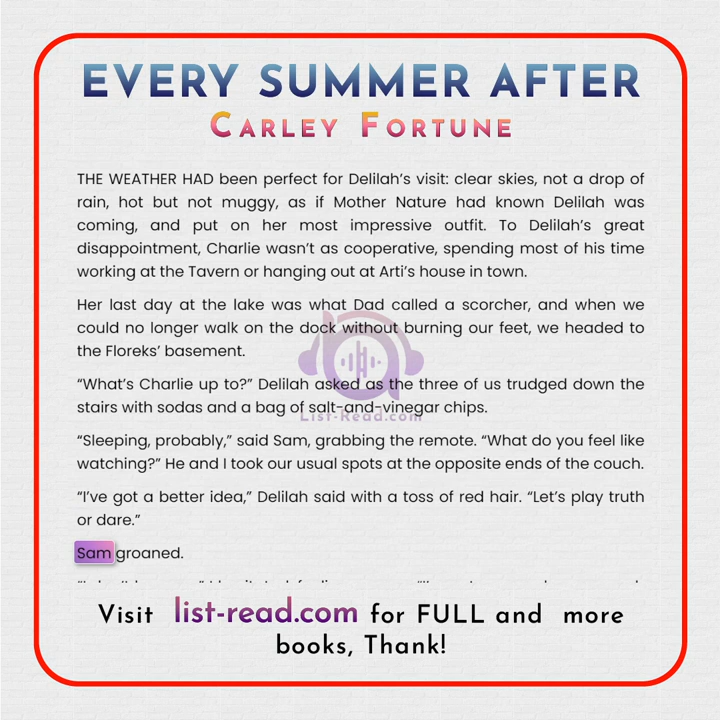 EVERY SUMMER AFTER
CARLEY FORTUNE
THE WEATHER HAD been perfect for Delilah’s visit: clear skies, not a drop of
rain, hot but not muggy, as if Mother Nature had known Delilah was
coming, and put on her most impressive outfit. To Delilah’s great
disappointment, Charlie wasn’t as cooperative, spending most of his time
working at the Tavern or hanging out at Arti’s house in town.
Her last day at the lake was what Dad called a scorcher, and when we
could no longer walk on the dock without burning our feet, we headed to
the Floreks’ basement.
“What’s Charlie up to?” Delilah asked as the three of us trudged down the
stairs with sodas and a bag of salt-and-vinegar chips.
List-Read.com
“Sleeping, probably,” said Sam, grabbing the remote. “What do you feel like
watching?” He and I took our usual spots at the opposite ends of the couch.
“I’ve got a better idea,” Delilah said with a toss of red hair. “Let’s play truth
or dare.”
Sam groaned.
Visit list-read.com for FULL and more
books, Thank!